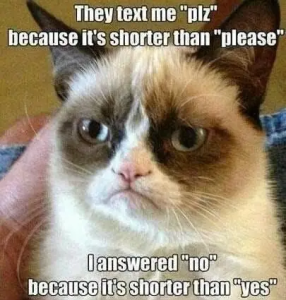 They text me "plz"
because it's shorter than "please"
I answered "no"
because it's shorter than "yes"